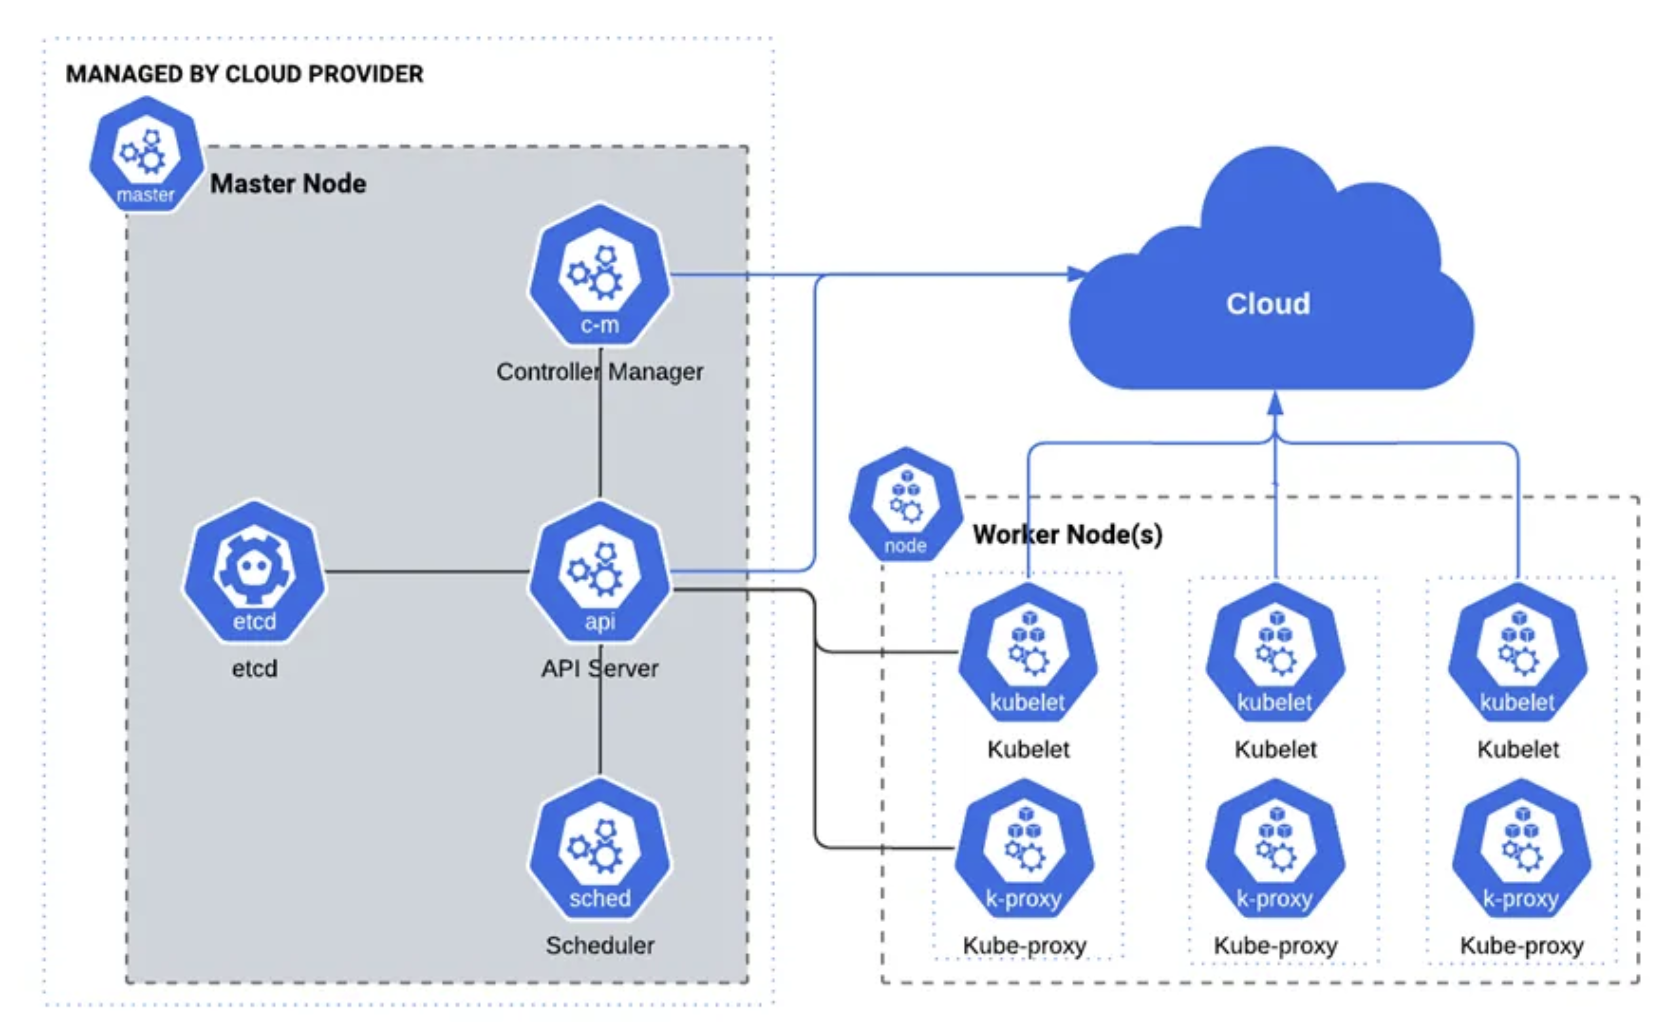 MANAGED BY CLOUD PROVIDER
master
Master Node
c-m
Controller Manager
etcd
etcd
api
API Server
sched
Scheduler
Cloud
node
Worker Node(s)
kubelet
Kubelet
kubelet
Kubelet
kubelet
Kubelet
k-proxy
Kube-proxy
k-proxy
Kube-proxy
k-proxy
Kube-proxy